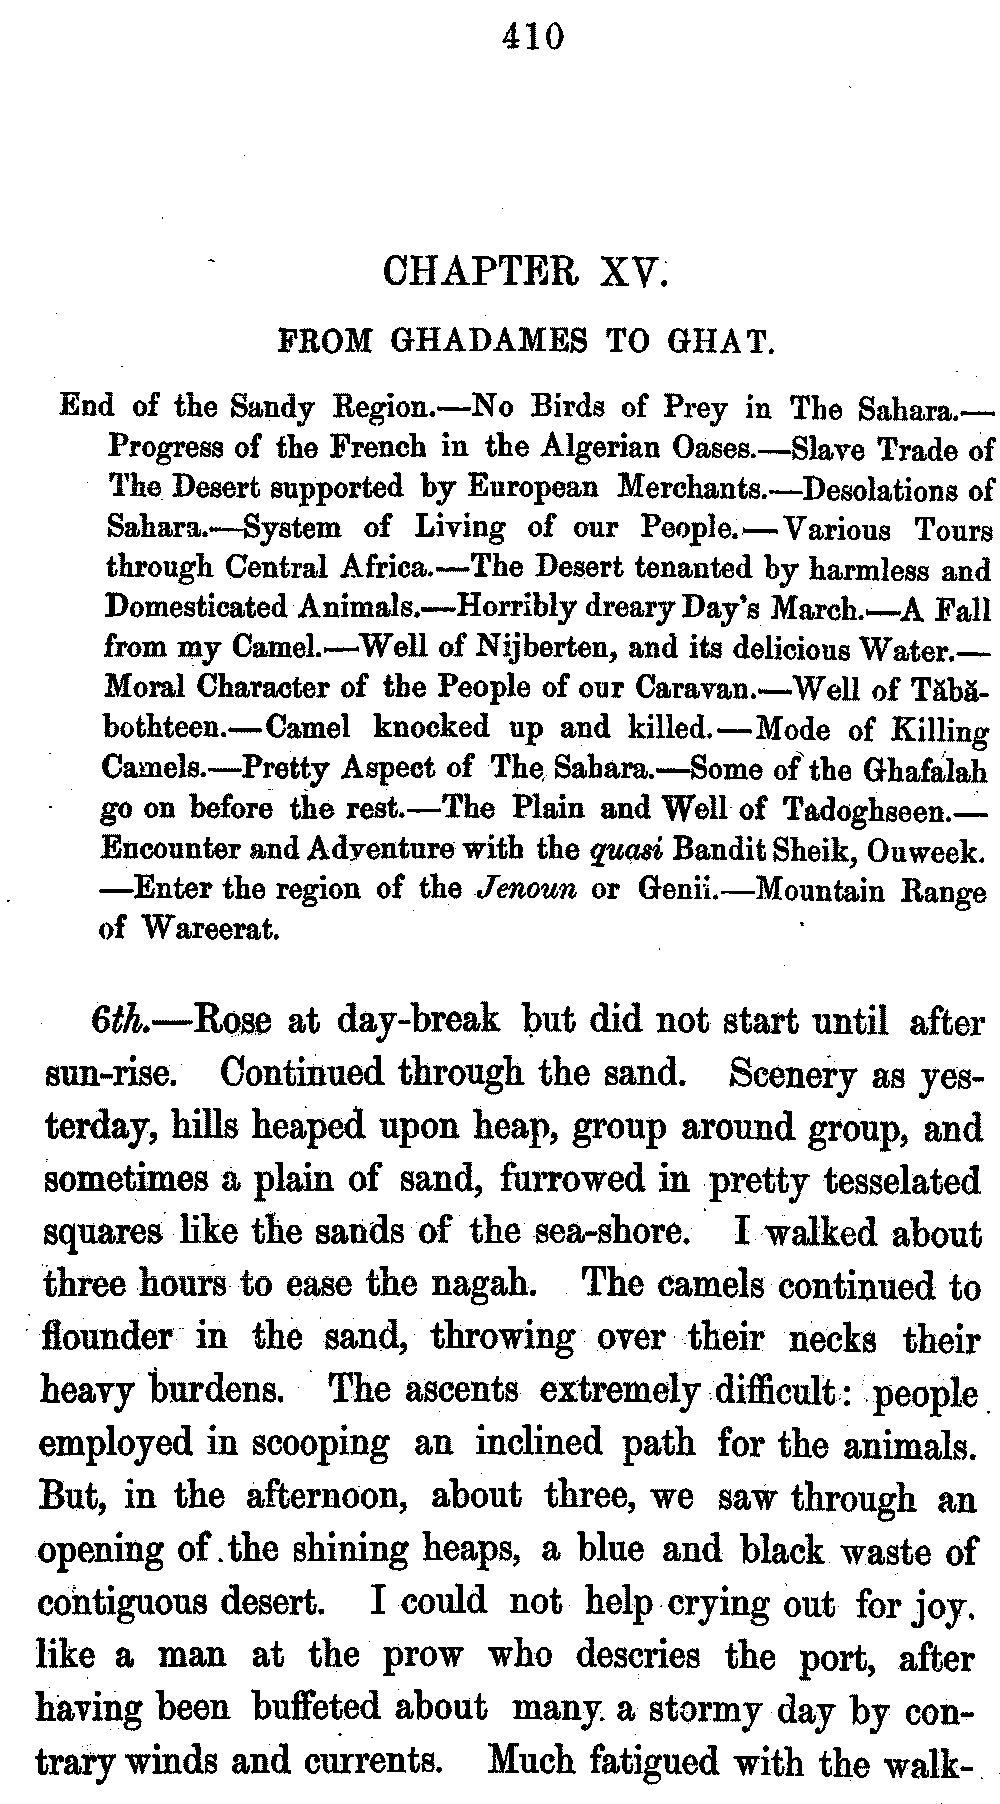 410
CHAPTER XV.
FROM GHADAMES TO GHAT.
End of the Sandy Region.—No Birds of Prey in The Sahara.—
Progress of the French in the Algerian Oases.—Slave Trade of
The Desert supported by European Merchants.—Desolations of
Sahara.—System of Living of our People.—Various Tours
through Central Africa.—The Desert tenanted by harmless and
Domesticated Animals.—Horribly dreary Day's March.—A Fall
from my Camel.—Well of Nijberten, and its delicious Water.—
Moral Character of the People of our Caravan.—Well of Tăbă-
bothteen.—Camel knocked up and killed.—Mode of Killing
Camels.—Pretty Aspect of The Sahara.—Some of the Ghafalah
go on before the rest.—The Plain and Well of Tadoghseen.—
Encounter and Adventure with the quasi Bandit Sheik, Ouweek.
—Enter the region of the Jenoun or Genii.—Mountain Range
of Wareerat.
6th.—Rose at day-break but did not start until after
sun-rise. Continued through the sand. Scenery as yes-
terday, hills heaped upon heap, group around group, and
sometimes a plain of sand, furrowed in pretty tesselated
squares like the sands of the sea-shore. I walked about
three hours to ease the nagah. The camels continued to
flounder in the sand, throwing over their necks their
heavy burdens. The ascents extremely difficult: people
employed in scooping an inclined path for the animals.
But, in the afternoon, about three, we saw through an
opening of the shining heaps, a blue and black waste of
contiguous desert. I could not help crying out for joy.
like a man at the prow who descries the port, after
having been buffeted about many a stormy day by con-
trary winds and currents. Much fatigued with the walk-